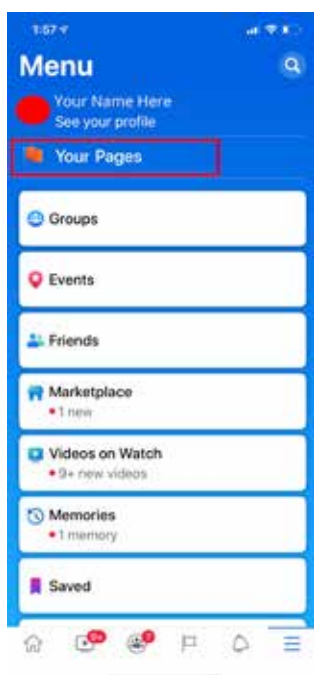 1:57
Menu
Your Name Here
See your profile
Your Pages
Groups
Events
Friends
Marketplace
1 new
Videos on Watch
9+ new videos
Memories
1 memory
Saved
9+